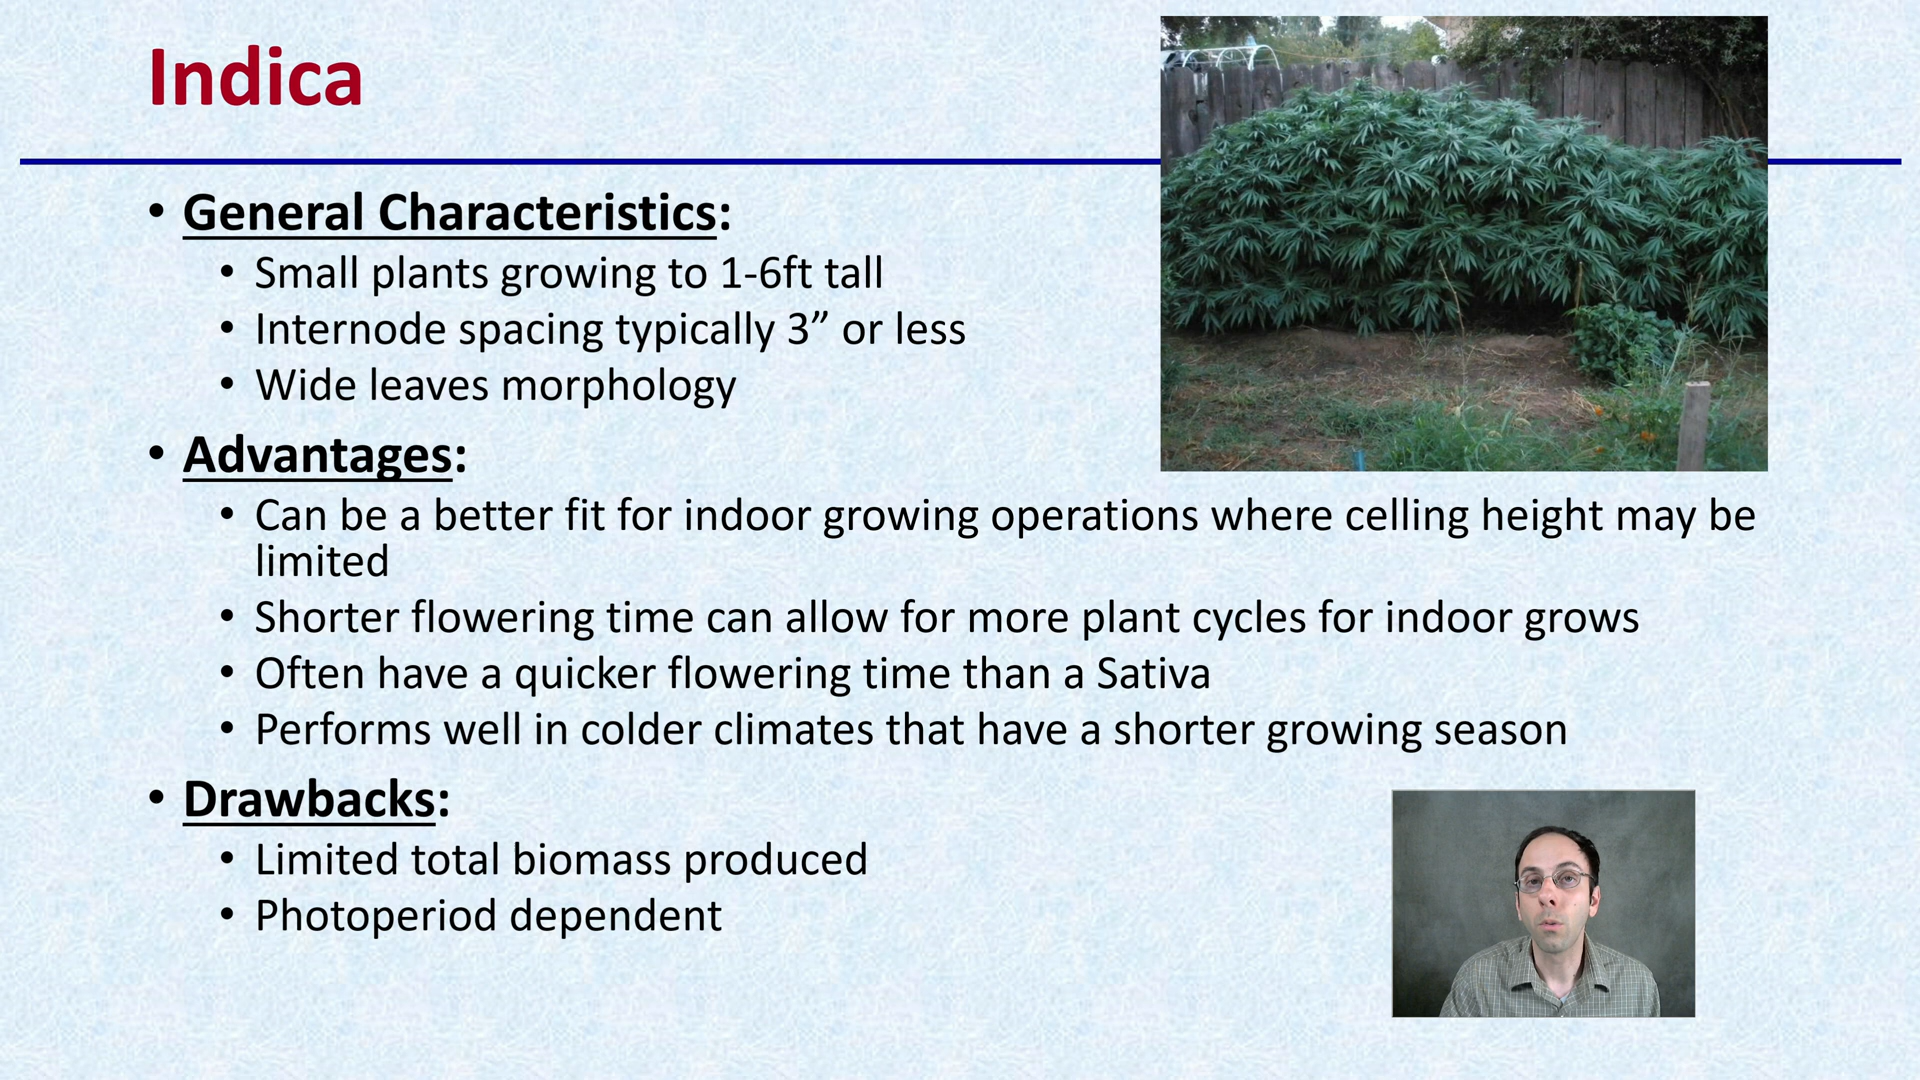 Indica
• General Characteristics:
• Small plants growing to 1-6ft tall
• Internode spacing typically 3” or less
• Wide leaves morphology
• Advantages:
• Can be a better fit for indoor growing operations where celling height may be
limited
• Shorter flowering time can allow for more plant cycles for indoor grows
• Often have a quicker flowering time than a Sativa
• Performs well in colder climates that have a shorter growing season
• Drawbacks:
• Limited total biomass produced
• Photoperiod dependent